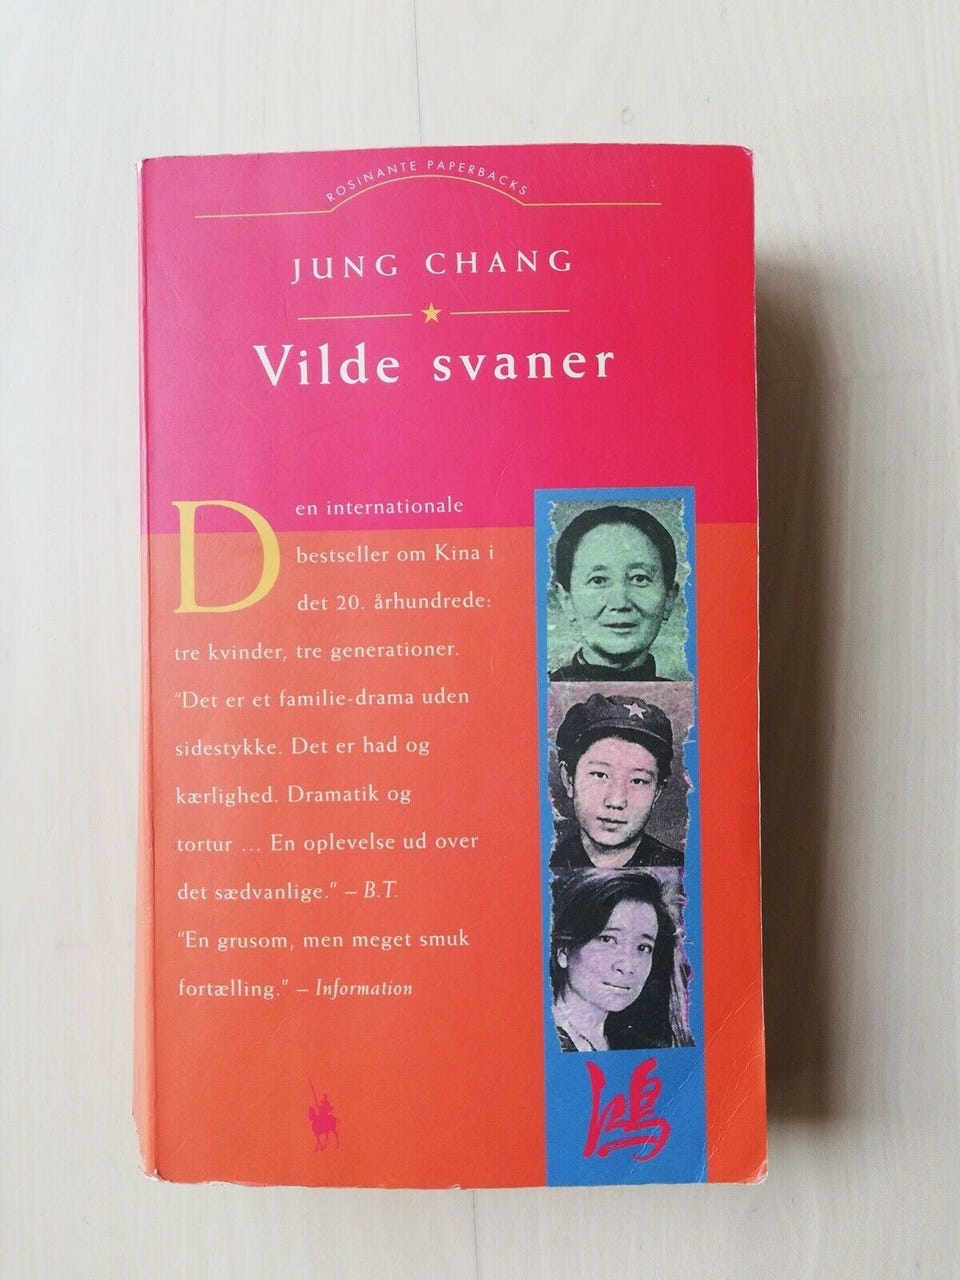 ROSINANTE PAPERBACKS
JUNG CHANG
Vilde svaner
Den internationale
bestseller om Kina i
det 20. århundrede:
tre kvinder, tre generationer.
"Det er et familie-drama uden
sidestykke. Det er had og
kærlighed. Dramatik og
tortur ... En oplevelse ud over
det sædvanlige." – B.T.
"En grusom, men meget smuk
fortælling." – Information
鴻